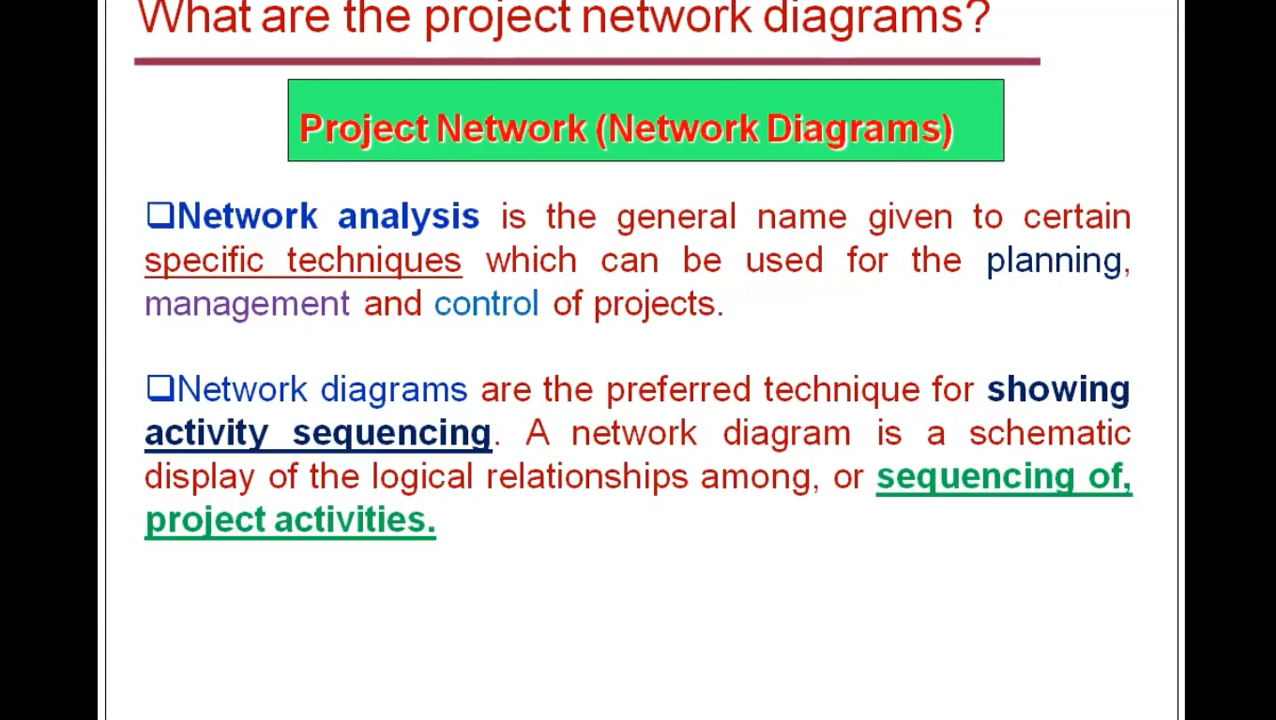 What are the project network diagrams?
Project Network (Network Diagrams)
❑Network analysis is the general name given to certain
specific techniques which can be used for the planning,
management and control of projects.
❑Network diagrams are the preferred technique for showing
activity sequencing. A network diagram is a schematic
display of the logical relationships among, or sequencing of,
project activities.